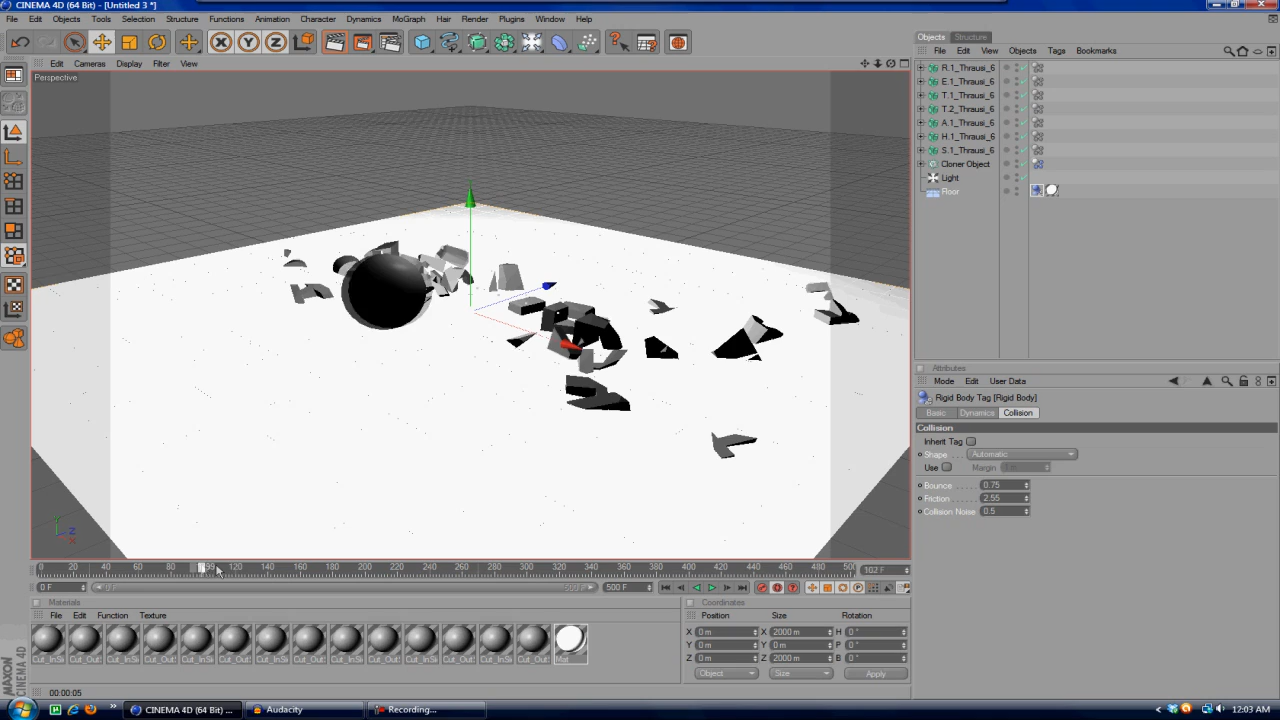 CINEMA 4D (64 Bit) - [Untitled 3 *]
File Edit Objects Tools Selection Structure Functions Animation Character Dynamics MoGraph Hair Render Plugins Window Help
Edit Cameras Display Filter View
Perspective
X Y Z
0 20 40 60 80 99 120 140 160 180 200 220 240 260 280 300 320 340 360 380 400 420 440 460 480 500
102 F
0 F
500 F
500 F
Materials
File Edit Function Texture
Mat
Coordinates
Position Size Rotation
X 0 m X 2000 m H 0 °
Y 0 m Y 0 m P 0 °
Z 0 m Z 2000 m B 0 °
Object Size Apply
00:00:05
MAXON
CINEMA 4D
Objects Structure
File Edit View Objects Tags Bookmarks
R.1_Thrausi_6
E.1_Thrausi_6
T.1_Thrausi_6
T.2_Thrausi_6
A.1_Thrausi_6
H.1_Thrausi_6
S.1_Thrausi_6
Cloner Object
Light
Floor
Attributes
Mode Edit User Data
Rigid Body Tag [Rigid Body]
Basic Dynamics Collision
Collision
Inherit Tag
Shape Automatic
Use Margin
Bounce 0.75
Friction 2.55
Collision Noise 0.5
CINEMA 4D (64 Bit) ...
Audacity
Recording...
12:03 AM